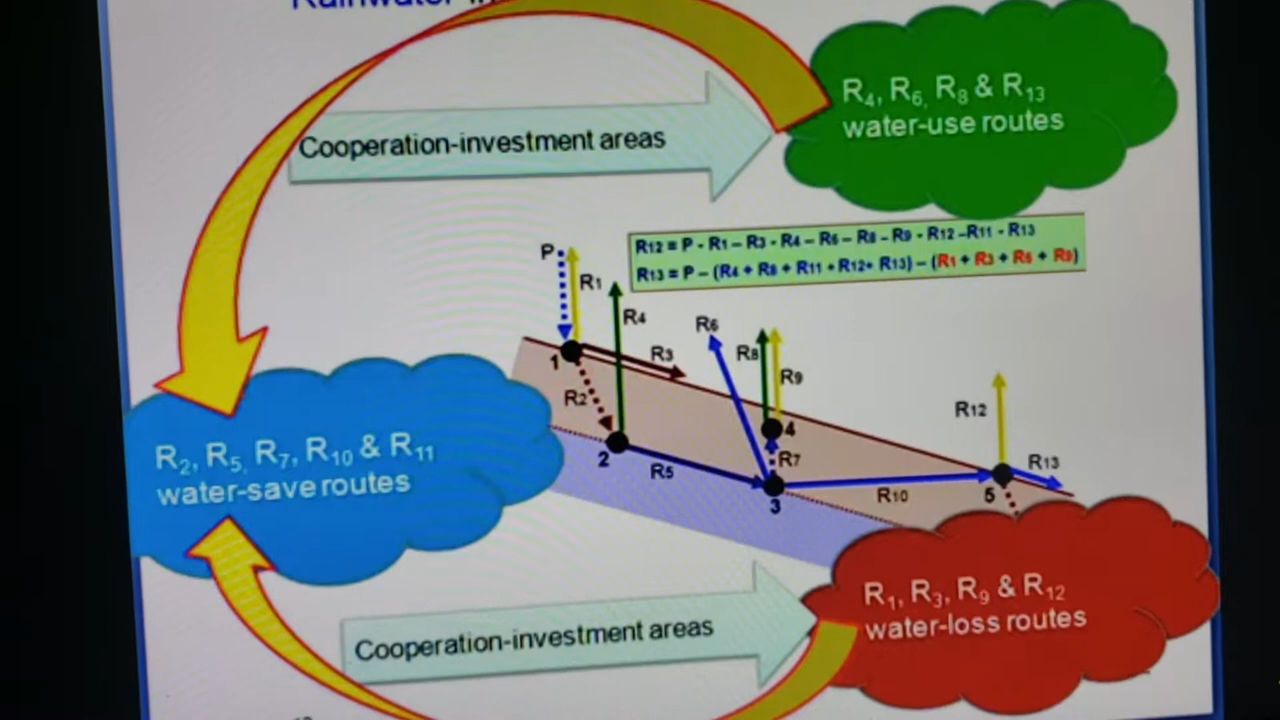 Rainwater
R4, R6, R8 & R13
water-use routes
Cooperation-investment areas
R12 = P - R1 – R3 - R4 – R6 – R8 – R9 - R12 –R11 - R13
R13 = P – (R4 + R8 + R11 + R12+ R13) – (R1 + R3 + R6 + R9)
P
R1
R4
R6
R8
R3
R9
1
R2
R12
4
2
R5
R7
R13
R10
5
3
R2, R5, R7, R10 & R11
water-save routes
R1, R3, R9 & R12
water-loss routes
Cooperation-investment areas